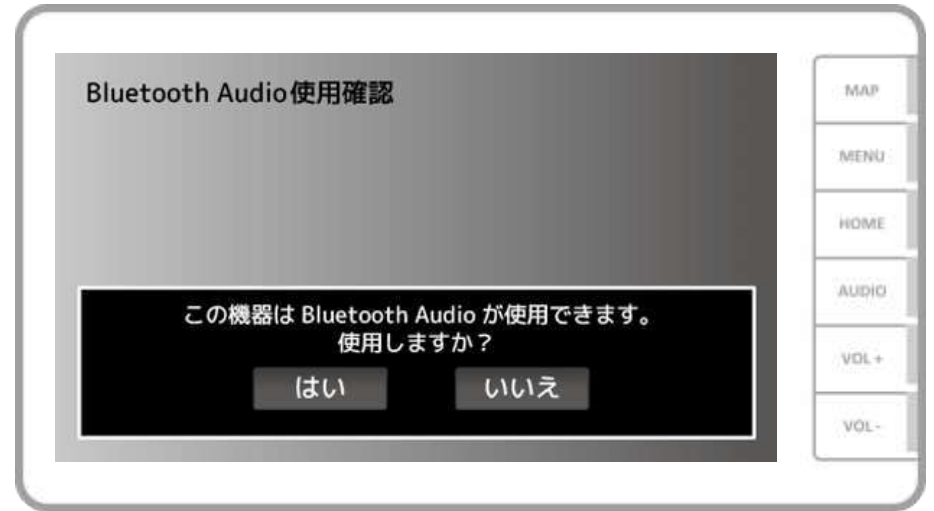 Bluetooth Audio使用確認
この機器は Bluetooth Audio が使用できます。
使用しますか？
はい
いいえ
MAP
MENU
HOME
AUDIO
VOL +
VOL -